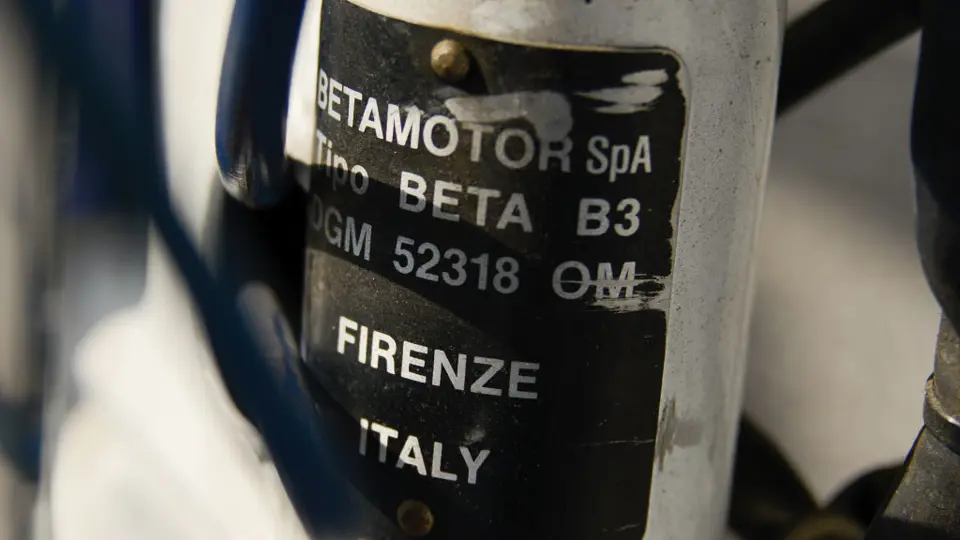 BETAMOTOR SpA
Tipo BETA B3
DGM 52318 OM
FIRENZE
ITALY